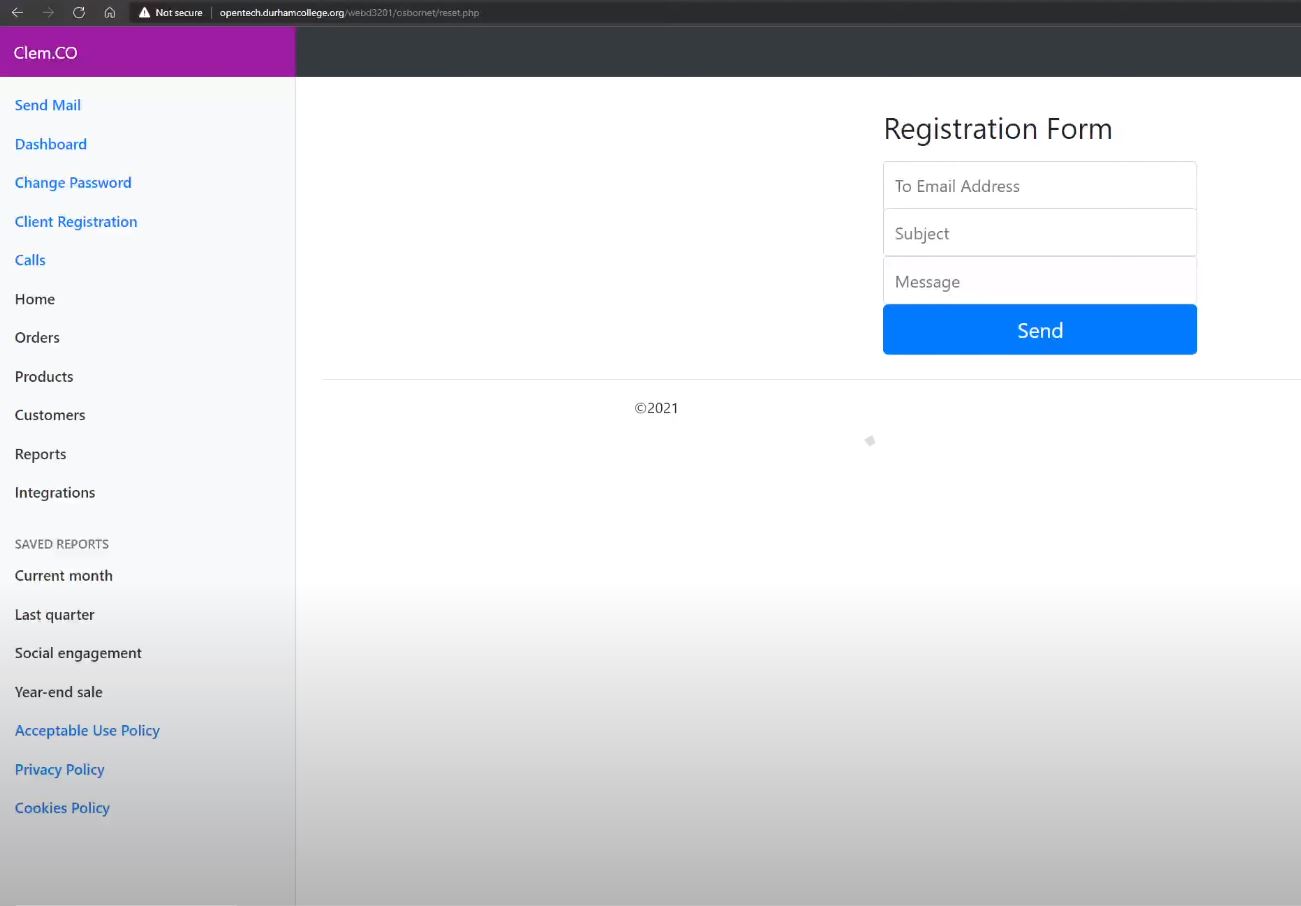 Not secure
opentech.durhamcollege.org/webd3201/osbornet/reset.php
Clem.CO
Send Mail
Dashboard
Change Password
Client Registration
Calls
Home
Orders
Products
Customers
Reports
Integrations
SAVED REPORTS
Current month
Last quarter
Social engagement
Year-end sale
Acceptable Use Policy
Privacy Policy
Cookies Policy
Registration Form
To Email Address
Subject
Message
Send
©2021